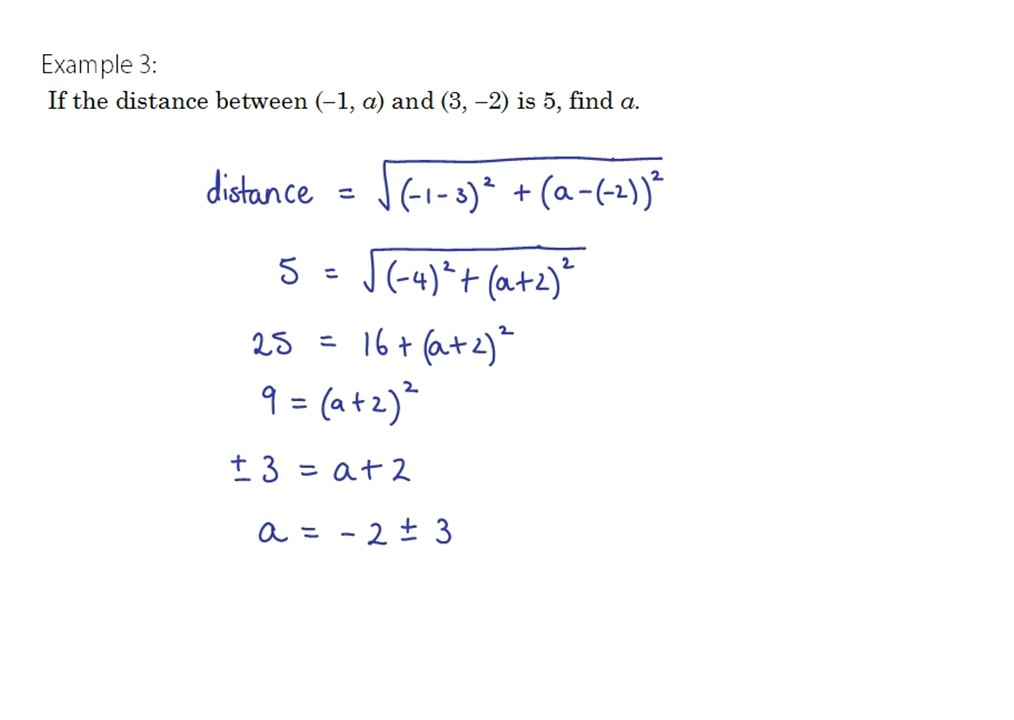 Example 3:
If the distance between (−1, a) and (3, −2) is 5, find a.
distance = √((-1-3)² + (a-(-2))²)
5 = √((-4)² + (a+2)²)
25 = 16 + (a+2)²
9 = (a+2)²
± 3 = a+2
a = -2 ± 3